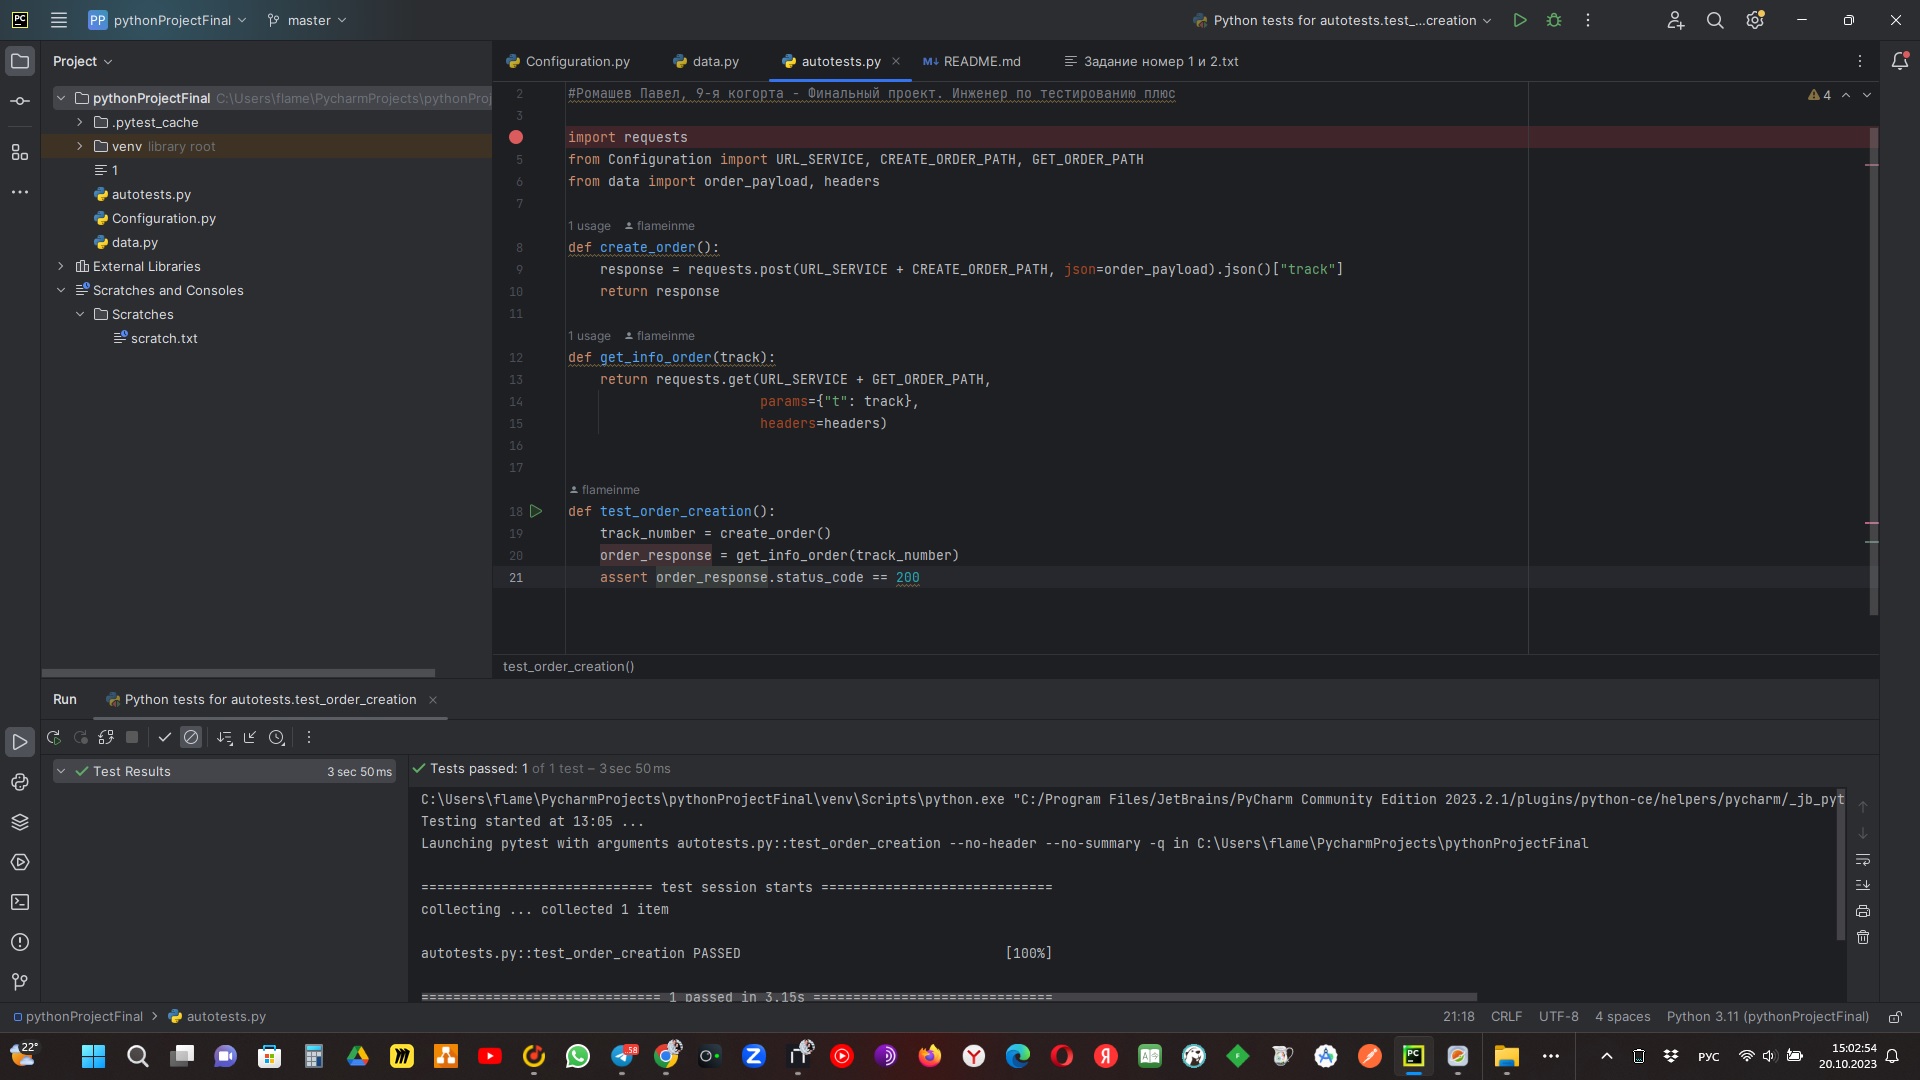 PC
PP pythonProjectFinal
master
Python tests for autotests.test_...creation
Project
Configuration.py
data.py
autotests.py
M↓ README.md
Задание номер 1 и 2.txt
pythonProjectFinal C:\Users\flame\PycharmProjects\pythonProj
.pytest_cache
venv library root
1
autotests.py
Configuration.py
data.py
External Libraries
Scratches and Consoles
Scratches
scratch.txt
4
2 #Ромашев Павел, 9-я когорта - Финальный проект. Инженер по тестированию плюс
3
import requests
5 from Configuration import URL_SERVICE, CREATE_ORDER_PATH, GET_ORDER_PATH
6 from data import order_payload, headers
7
1 usage flameinme
8 def create_order():
9 response = requests.post(URL_SERVICE + CREATE_ORDER_PATH, json=order_payload).json()["track"]
10 return response
11
1 usage flameinme
12 def get_info_order(track):
13 return requests.get(URL_SERVICE + GET_ORDER_PATH,
14 params={"t": track},
15 headers=headers)
16
17
flameinme
18 def test_order_creation():
19 track_number = create_order()
20 order_response = get_info_order(track_number)
21 assert order_response.status_code == 200
test_order_creation()
Run
Python tests for autotests.test_order_creation
Test Results 3 sec 50 ms
Tests passed: 1 of 1 test – 3 sec 50 ms
C:\Users\flame\PycharmProjects\pythonProjectFinal\venv\Scripts\python.exe "C:/Program Files/JetBrains/PyCharm Community Edition 2023.2.1/plugins/python-ce/helpers/pycharm/_jb_pyt
Testing started at 13:05 ...
Launching pytest with arguments autotests.py::test_order_creation --no-header --no-summary -q in C:\Users\flame\PycharmProjects\pythonProjectFinal
============================= test session starts =============================
collecting ... collected 1 item
autotests.py::test_order_creation PASSED [100%]
============================== 1 passed in 3.15s ==============================
pythonProjectFinal > autotests.py
21:18 CRLF UTF-8 4 spaces Python 3.11 (pythonProjectFinal)
22°
58
РУС
15:02:54
20.10.2023